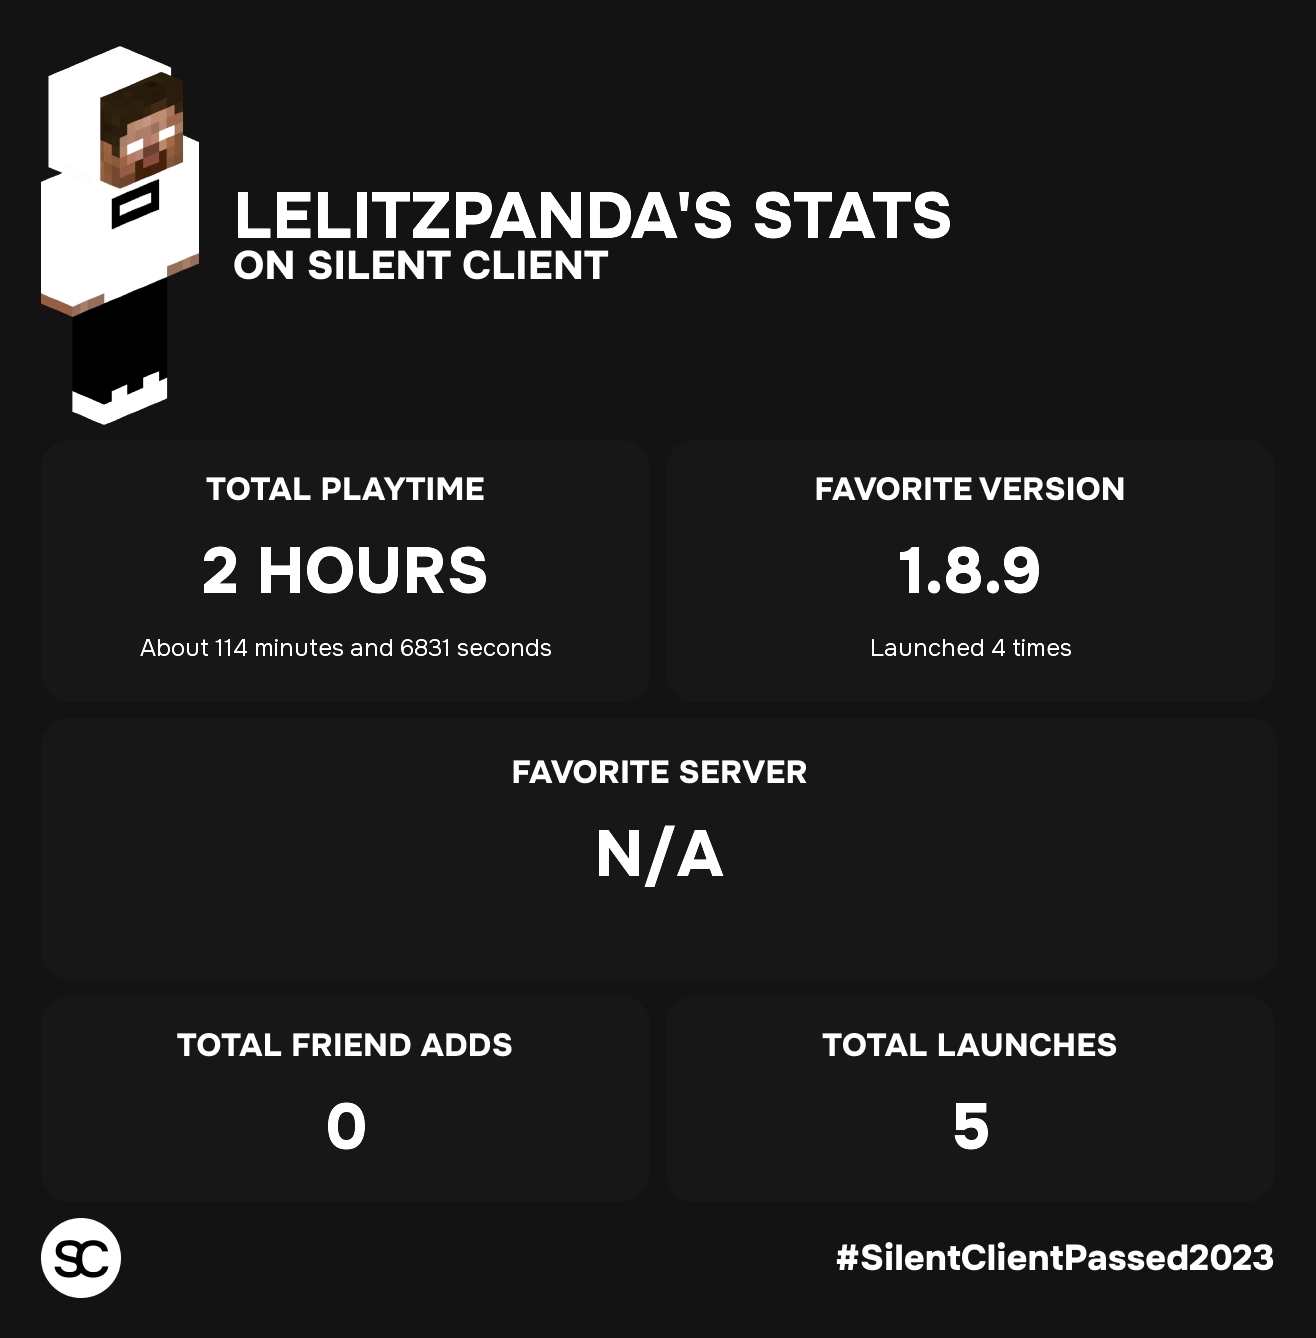 LELITZPANDA'S STATS
ON SILENT CLIENT
TOTAL PLAYTIME
2 HOURS
About 114 minutes and 6831 seconds
FAVORITE VERSION
1.8.9
Launched 4 times
FAVORITE SERVER
N/A
TOTAL FRIEND ADDS
0
TOTAL LAUNCHES
5
SC
#SilentClientPassed2023